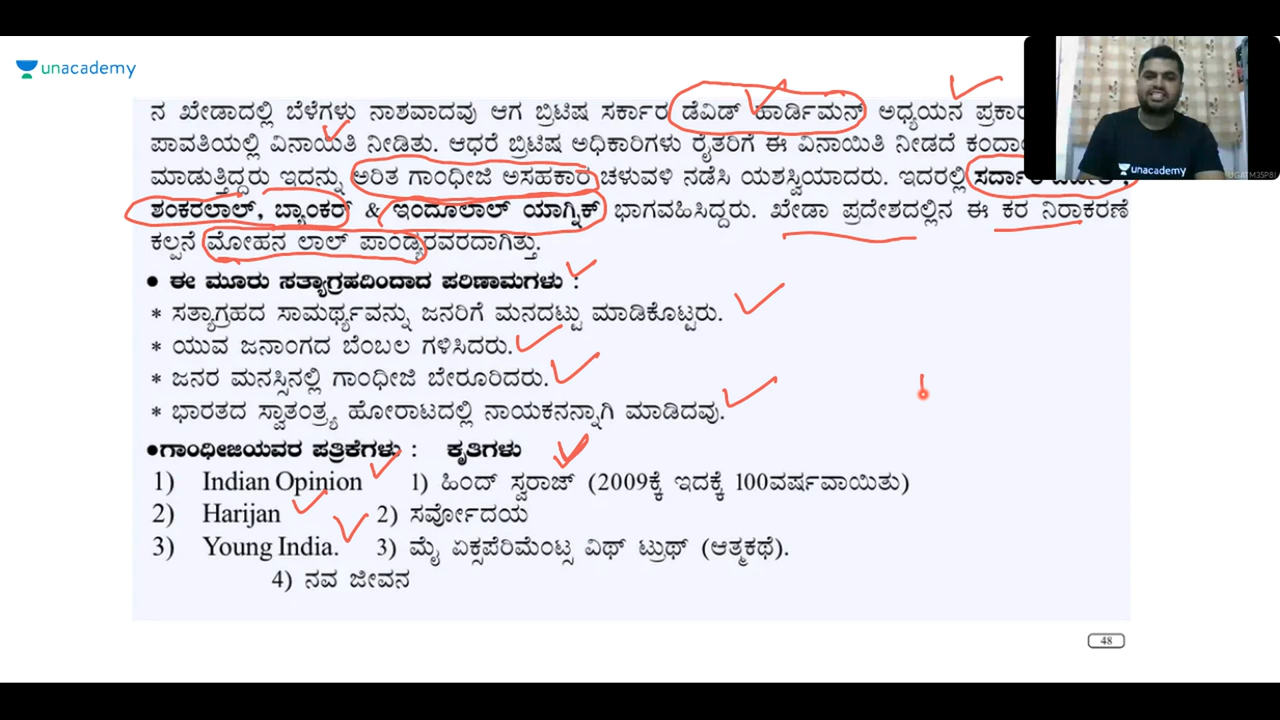 unacademy
ನ ಖೇಡಾದಲ್ಲಿ ಬೆಳೆಗಳು ನಾಶವಾದವು ಆಗ ಬ್ರಿಟಿಷ ಸರ್ಕಾರ ಡೆವಿಡ್ ಹಾರ್ಡಿಮನ್ ಅಧ್ಯಯನ ಪ್ರಕಾರ
ಪಾವತಿಯಲ್ಲಿ ವಿನಾಯಿತಿ ನೀಡಿತು. ಆಧರೆ ಬ್ರಿಟಿಷ ಅಧಿಕಾರಿಗಳು ರೈತರಿಗೆ ಈ ವಿನಾಯಿತಿ ನೀಡದೆ
ಮಾಡುತ್ತಿದ್ದರು ಇದನ್ನು ಅರಿತ ಗಾಂಧೀಜಿ ಅಸಹಕಾರ ಚಳುವಳಿ ನಡೆಸಿ ಯಶಸ್ವಿಯಾದರು. ಇದರಲ್ಲಿ
ಶಂಕರಲಾಲ್, ಬ್ಯಾಂಕರ್ & ಇಂದೂಲಾಲ್ ಯಾಗ್ನಿಕ್ ಭಾಗವಹಿಸಿದ್ದರು. ಖೇಡಾ ಪ್ರದೇಶದಲ್ಲಿನ ಈ ಕರ ನಿರಾಕರಣೆ
ಕಲ್ಪನೆ ಮೋಹನ ಲಾಲ್ ಪಾಂಡ್ಯರವರದಾಗಿತ್ತು.
● ಈ ಮೂರು ಸತ್ಯಾಗ್ರಹದಿಂದಾದ ಪರಿಣಾಮಗಳು :
* ಸತ್ಯಾಗ್ರಹದ ಸಾಮರ್ಥ್ಯವನ್ನು ಜನರಿಗೆ ಮನದಟ್ಟು ಮಾಡಿಕೊಟ್ಟರು.
* ಯುವ ಜನಾಂಗದ ಬೆಂಬಲ ಗಳಿಸಿದರು.
* ಜನರ ಮನಸ್ಸಿನಲ್ಲಿ ಗಾಂಧೀಜಿ ಬೇರೂರಿದರು.
* ಭಾರತದ ಸ್ವಾತಂತ್ರ್ಯ ಹೋರಾಟದಲ್ಲಿ ನಾಯಕನನ್ನಾಗಿ ಮಾಡಿದವು.
●ಗಾಂಧೀಜಿಯವರ ಪತ್ರಿಕೆಗಳು : ಕೃತಿಗಳು
1) Indian Opinion 1) ಹಿಂದ್ ಸ್ವರಾಜ್ (2009ಕ್ಕೆ ಇದಕ್ಕೆ 100ವರ್ಷವಾಯಿತು)
2) Harijan 2) ಸರ್ವೋದಯ
3) Young India. 3) ಮೈ ಏಕ್ಸಪೆರಿಮೆಂಟ್ಸ ವಿಥ್ ಟ್ರುಥ್ (ಆತ್ಮಕಥೆ).
4) ನವ ಜೀವನ
48
unacademy